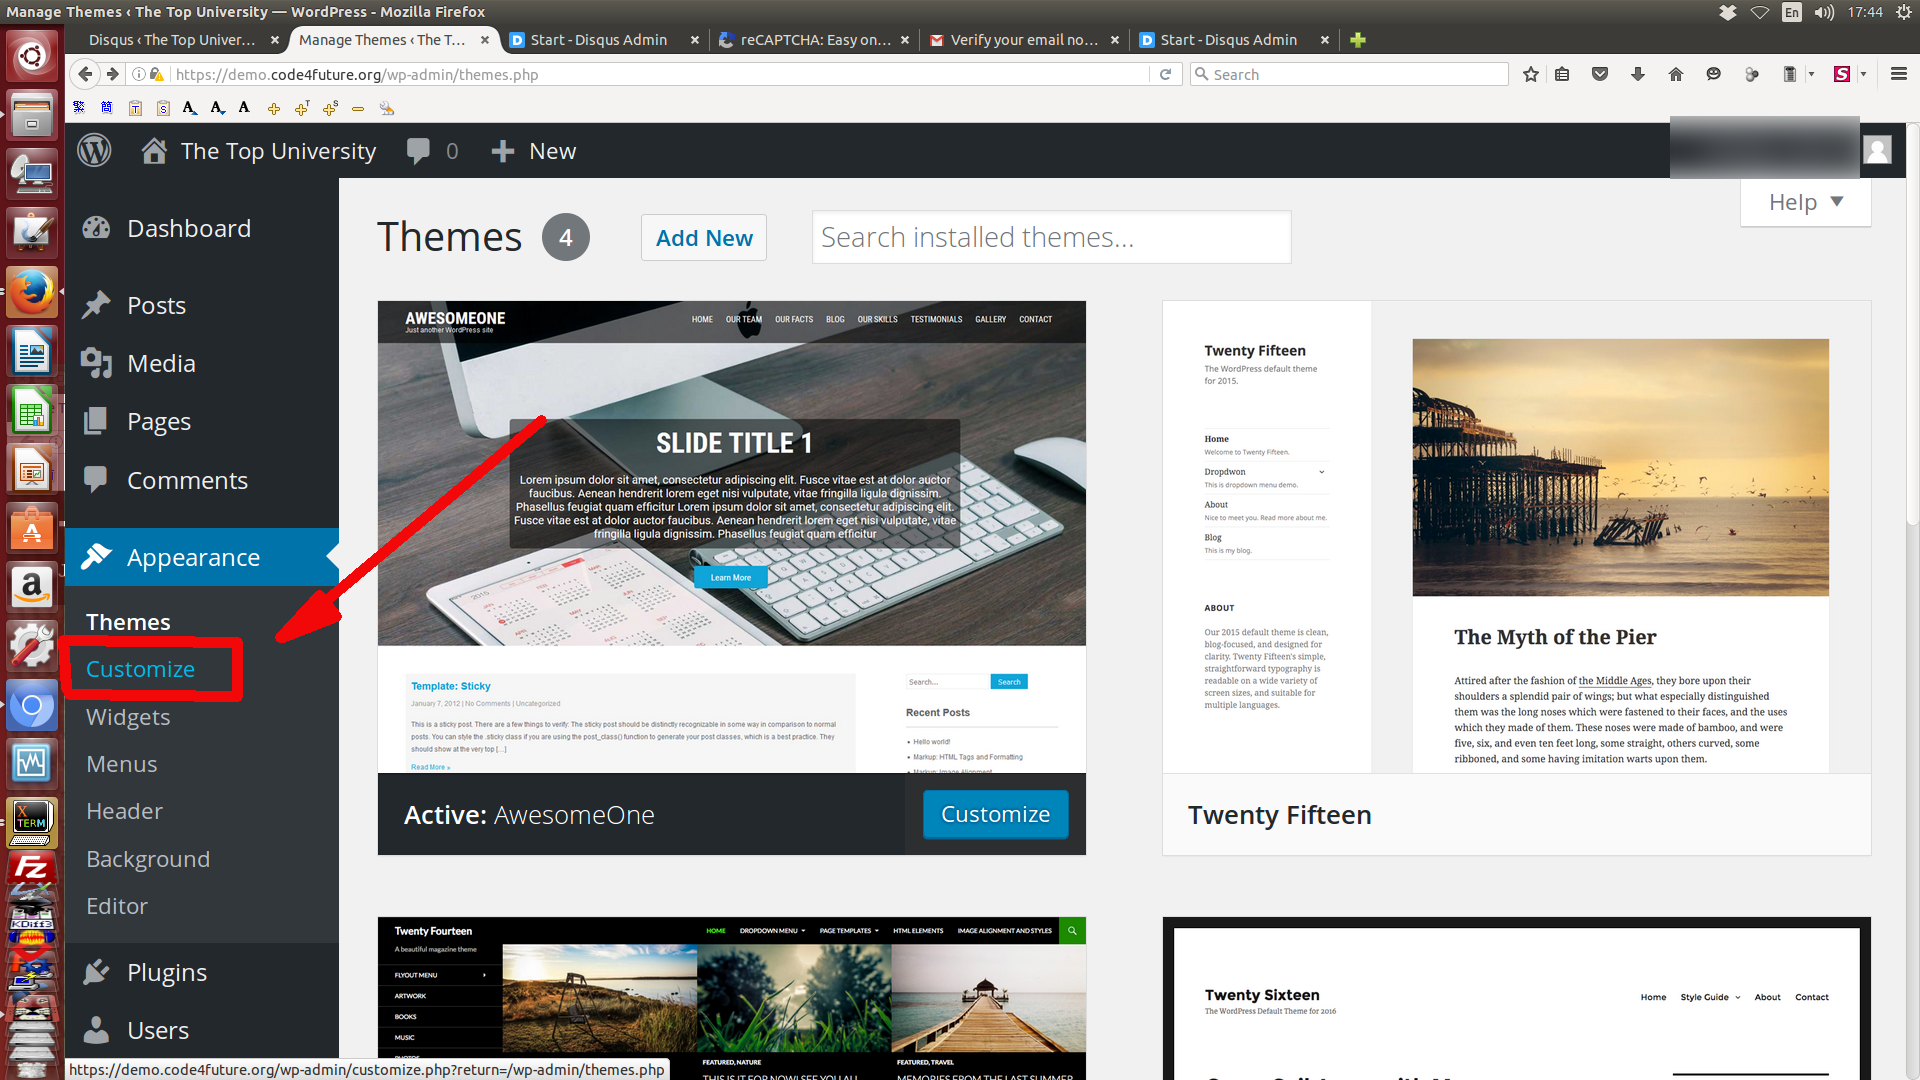 Manage Themes ‹ The Top University — WordPress - Mozilla Firefox
En
17:44
Disqus ‹ The Top Univer...
Manage Themes ‹ The T...
Start - Disqus Admin
reCAPTCHA: Easy on...
Verify your email no...
Start - Disqus Admin
https://demo.code4future.org/wp-admin/themes.php
Search
The Top University
0
New
Help
Dashboard
Posts
Media
Pages
Comments
Appearance
Themes
Customize
Widgets
Menus
Header
Background
Editor
Plugins
Users
Themes 4
Add New
Search installed themes...
AWESOMEONE
Just another WordPress site
HOME OUR TEAM OUR FACTS BLOG OUR SKILLS TESTIMONIALS GALLERY CONTACT
SLIDE TITLE 1
Lorem ipsum dolor sit amet, consectetur adipiscing elit. Fusce vitae est at dolor auctor
faucibus. Aenean hendrerit lorem eget nisi vulputate, vitae fringilla ligula dignissim.
Phasellus feugiat quam efficitur Lorem ipsum dolor sit amet, consectetur adipiscing elit.
Fusce vitae est at dolor auctor faucibus. Aenean hendrerit lorem eget nisi vulputate, vitae
fringilla ligula dignissim. Phasellus feugiat quam efficitur
Learn More
Template: Sticky
January 7, 2012 | No Comments | Uncategorized
This is a sticky post. There are a few things to verify. The sticky post should be distinctly recognizable in some way in comparison to normal
posts. You can style the .sticky class if you are using the post_class() function to generate your post classes, which is a best practice. They
should show at the very top [...]
Read More »
Search...
Search
Recent Posts
Hello world!
Markup: HTML Tags and Formatting
Markup: Image Alignment
Active: AwesomeOne
Customize
Twenty Fifteen
The WordPress default theme
for 2015.
Home
Welcome to Twenty Fifteen.
Dropdwon
This is dropdown menu demo.
About
Nice to meet you. Read more about me.
Blog
This is my blog.
ABOUT
Our 2015 default theme is clean,
blog-focused, and designed for
clarity. Twenty Fifteen's simple,
straightforward typography is
readable on a wide variety of
screen sizes, and suitable for
multiple languages.
The Myth of the Pier
Attired after the fashion of the Middle Ages, they bore upon their
shoulders a splendid pair of wings; but what especially distinguished
them was the long noses which were fastened to their faces, and the uses
which they made of them. These noses were made of bamboo, and were
five, six, and even ten feet long, some straight, others curved, some
ribboned, and some having imitation warts upon them.
Twenty Fifteen
Twenty Fourteen
A beautiful magazine theme
HOME DROPDOWN MENU PAGE TEMPLATES HTML ELEMENTS IMAGE ALIGNMENT AND STYLES
FLYOUT MENU
ARTWORK
BOOKS
MUSIC
FEATURED, NATURE
THIS IS IT FOR NOW! SEE YOU ALL
FEATURED, TRAVEL
MEMORIES FROM THE LAST SUMMER
Twenty Sixteen
The WordPress Default Theme for 2016
Home Style Guide About Contact
https://demo.code4future.org/wp-admin/customize.php?return=/wp-admin/themes.php